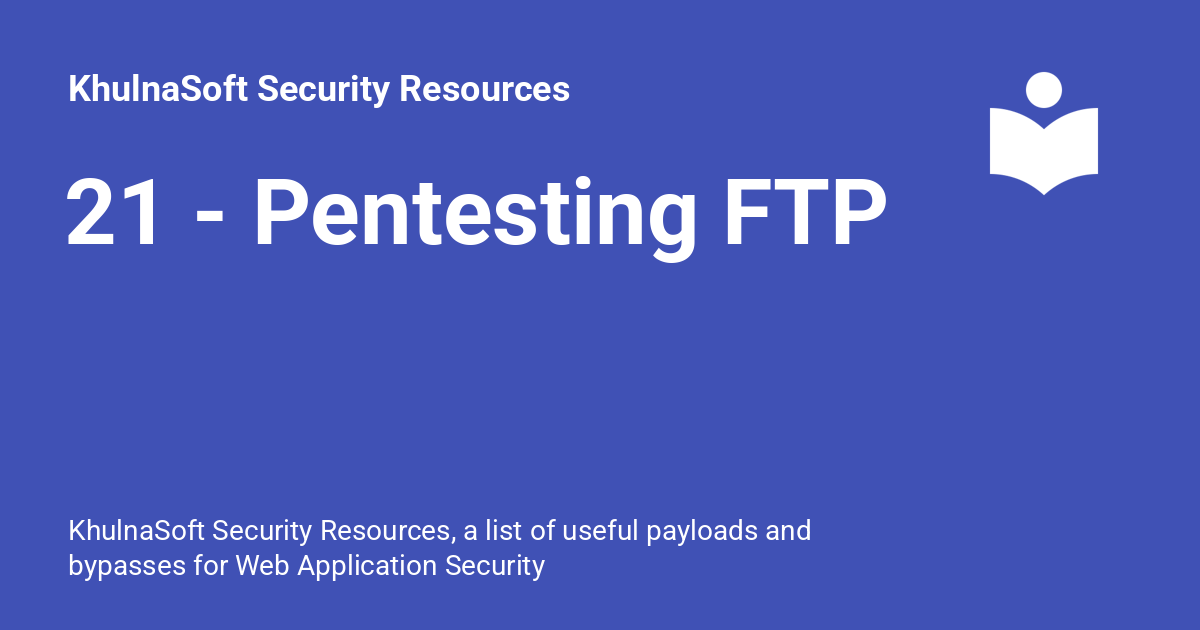 KhulnaSoft Security Resources
21 - Pentesting FTP
KhulnaSoft Security Resources, a list of useful payloads and
bypasses for Web Application Security